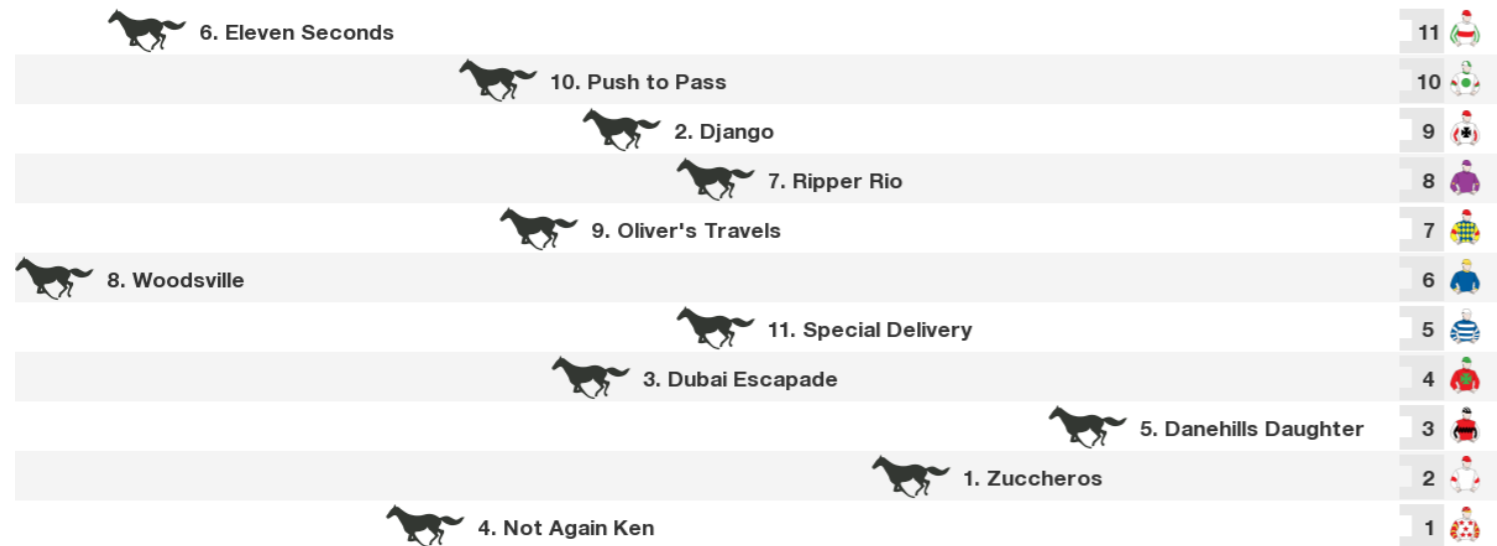 6. Eleven Seconds 11
10. Push to Pass 10
2. Django 9
7. Ripper Rio 8
9. Oliver's Travels 7
8. Woodsville 6
11. Special Delivery 5
3. Dubai Escapade 4
5. Danehills Daughter 3
1. Zuccheros 2
4. Not Again Ken 1